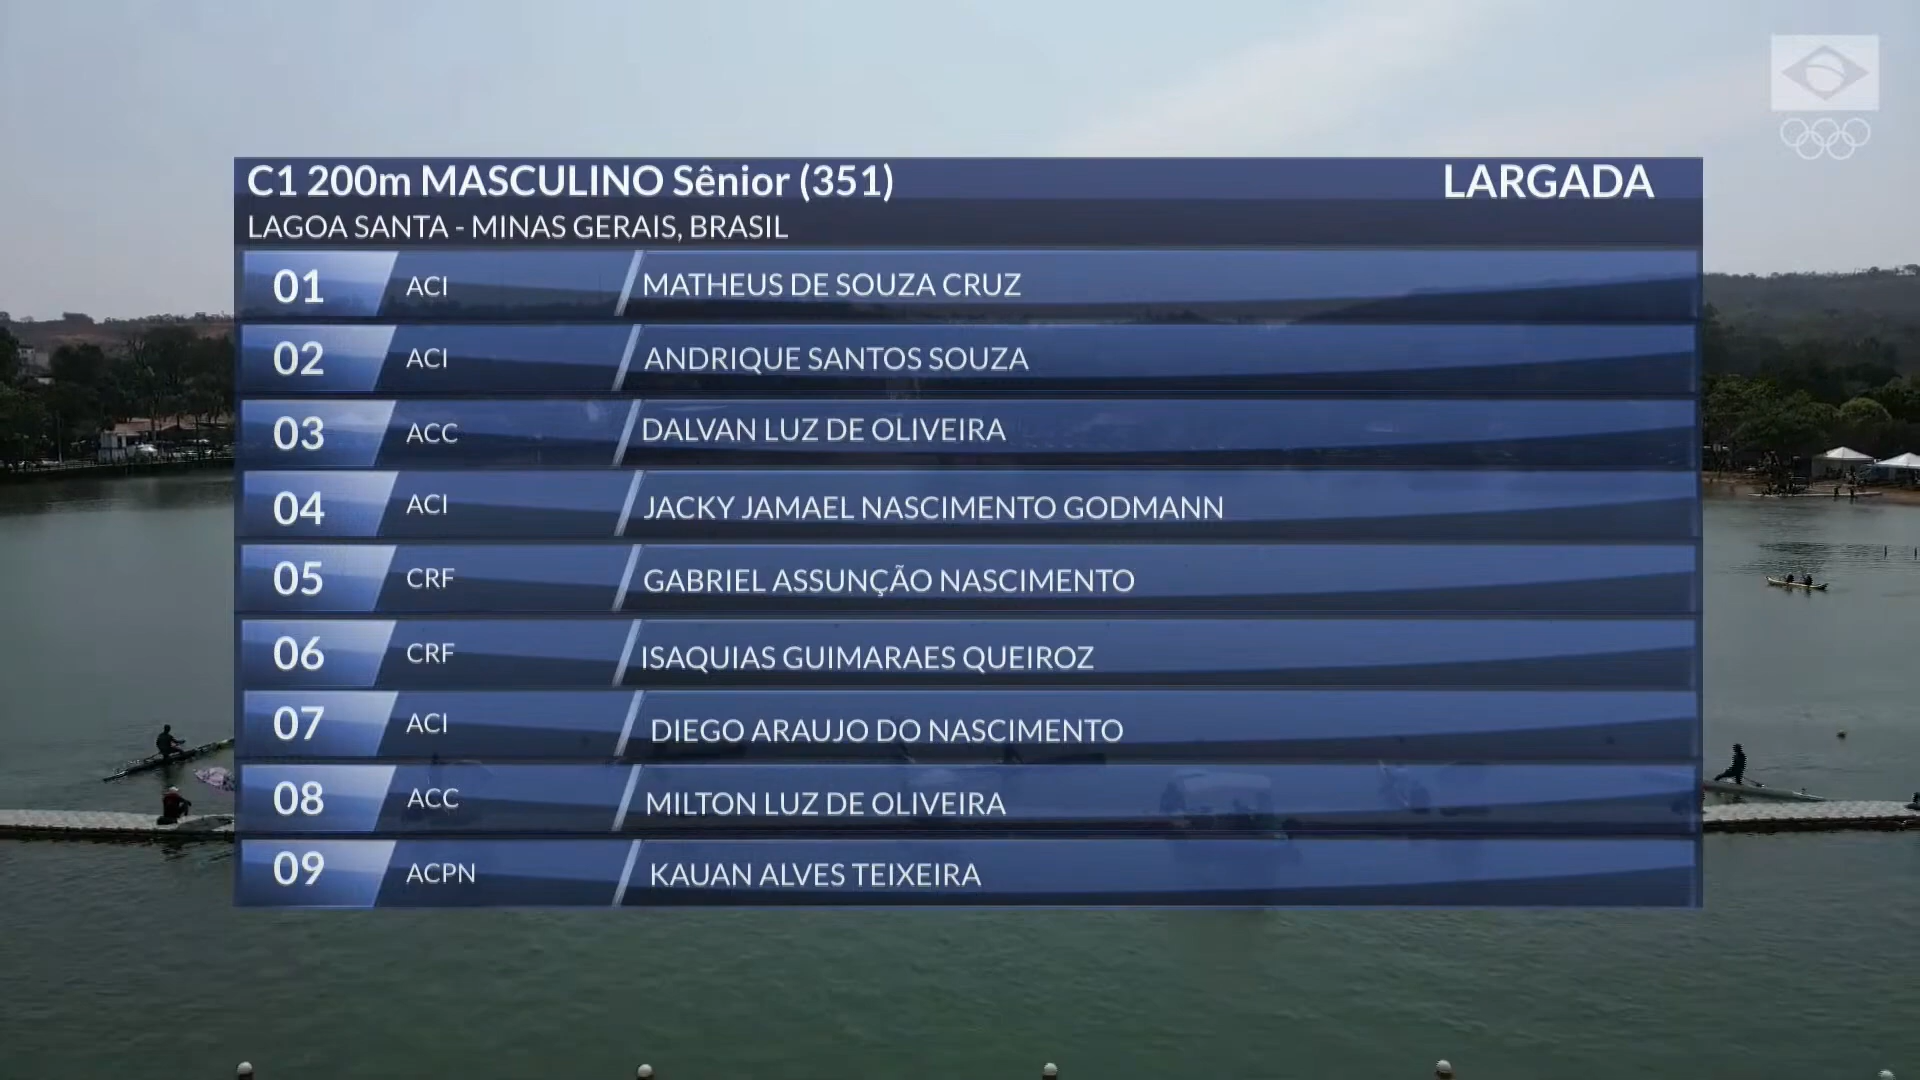 C1 200m MASCULINO Sênior (351) LARGADA
LAGOA SANTA - MINAS GERAIS, BRASIL
01 ACI MATHEUS DE SOUZA CRUZ
02 ACI ANDRIQUE SANTOS SOUZA
03 ACC DALVAN LUZ DE OLIVEIRA
04 ACI JACKY JAMAEL NASCIMENTO GODMANN
05 CRF GABRIEL ASSUNÇÃO NASCIMENTO
06 CRF ISAQUIAS GUIMARAES QUEIROZ
07 ACI DIEGO ARAUJO DO NASCIMENTO
08 ACC MILTON LUZ DE OLIVEIRA
09 ACPN KAUAN ALVES TEIXEIRA